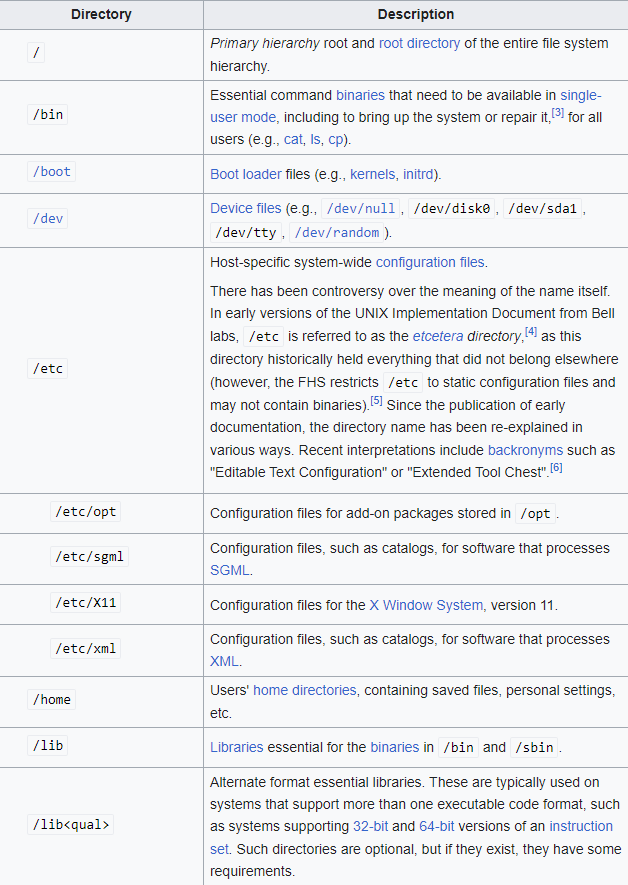 Directory Description
/ Primary hierarchy root and root directory of the entire file system
hierarchy.
/bin Essential command binaries that need to be available in single-
user mode, including to bring up the system or repair it,[3] for all
users (e.g., cat, ls, cp).
/boot Boot loader files (e.g., kernels, initrd).
/dev Device files (e.g., /dev/null, /dev/disk0, /dev/sda1,
/dev/tty, /dev/random).
/etc Host-specific system-wide configuration files.
There has been controversy over the meaning of the name itself.
In early versions of the UNIX Implementation Document from Bell
labs, /etc is referred to as the etcetera directory,[4] as this
directory historically held everything that did not belong elsewhere
(however, the FHS restricts /etc to static configuration files and
may not contain binaries).[5] Since the publication of early
documentation, the directory name has been re-explained in
various ways. Recent interpretations include backronyms such as
"Editable Text Configuration" or "Extended Tool Chest".[6]
/etc/opt Configuration files for add-on packages stored in /opt.
/etc/sgml Configuration files, such as catalogs, for software that processes
SGML.
/etc/X11 Configuration files for the X Window System, version 11.
/etc/xml Configuration files, such as catalogs, for software that processes
XML.
/home Users' home directories, containing saved files, personal settings,
etc.
/lib Libraries essential for the binaries in /bin and /sbin.
/lib<qual> Alternate format essential libraries. These are typically used on
systems that support more than one executable code format, such
as systems supporting 32-bit and 64-bit versions of an instruction
set. Such directories are optional, but if they exist, they have some
requirements.